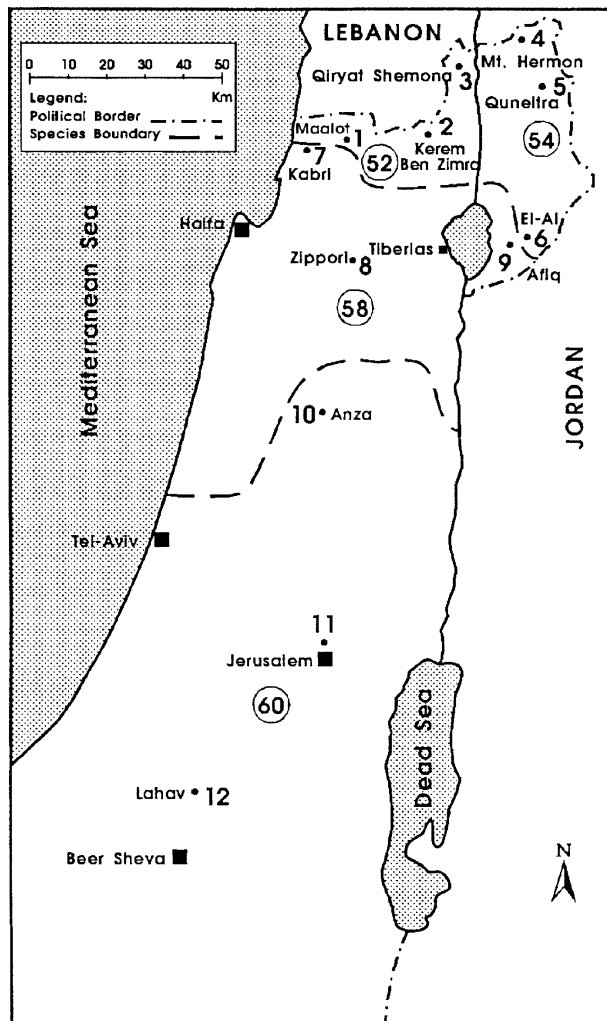 LEBANON
0 10 20 30 40 50
Km
Legend:
Political Border
Species Boundary
Qiryat Shemona
3
4
Mt. Hermon
5
Quneitra
54
Maalot
1
2
Kerem
Ben Zimra
7
Kabri
52
Haifa
Zippori
8
Tiberias
El-Al
6
9
Afiq
58
Mediterranean Sea
JORDAN
10
Anza
Tel-Aviv
11
Jerusalem
60
Dead Sea
Lahav
12
Beer Sheva
N